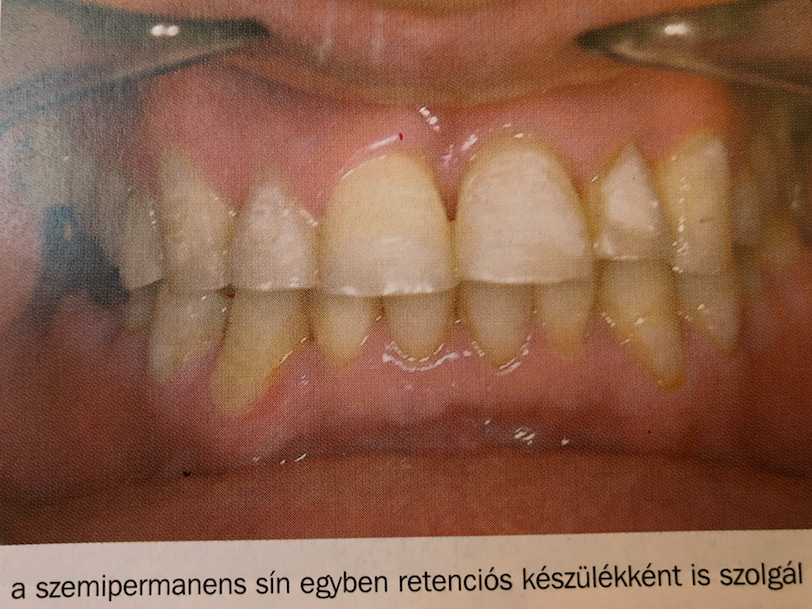 a szemipermanens sín egyben retenciós készülékként is szolgál